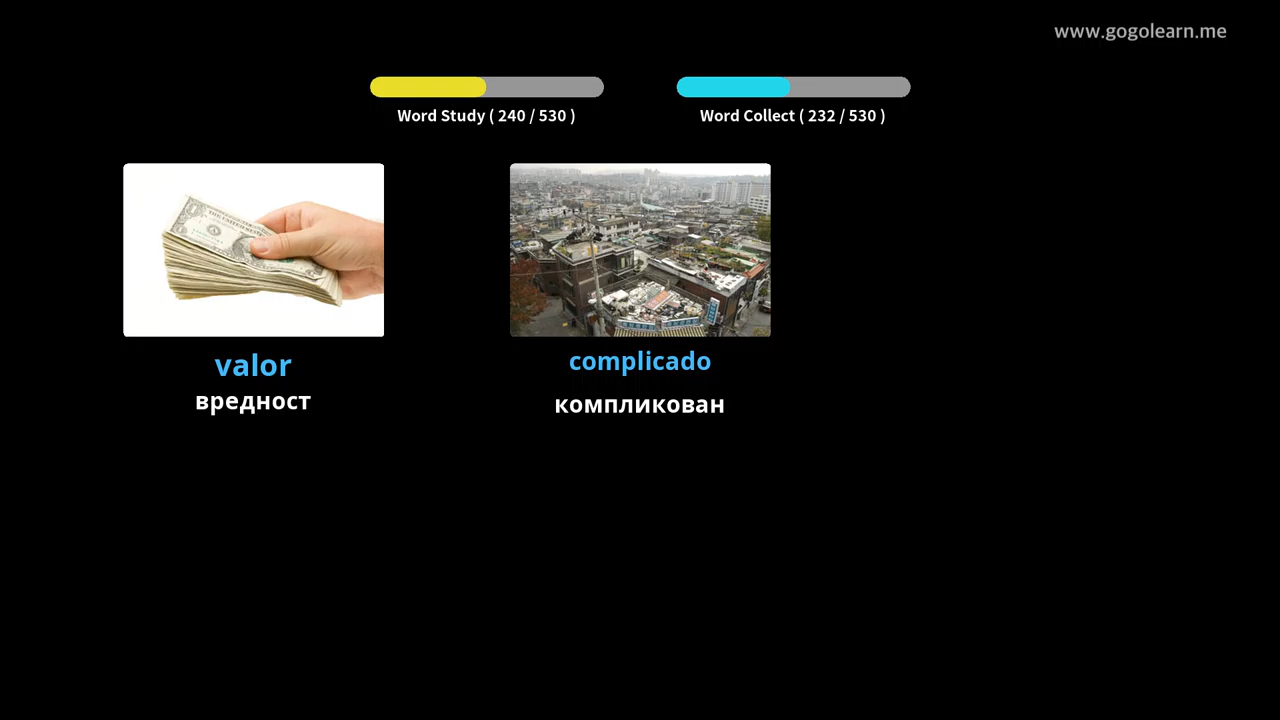 www.gogolearn.me
Word Study ( 240 / 530 )
Word Collect ( 232 / 530 )
valor
вредност
complicado
компликован